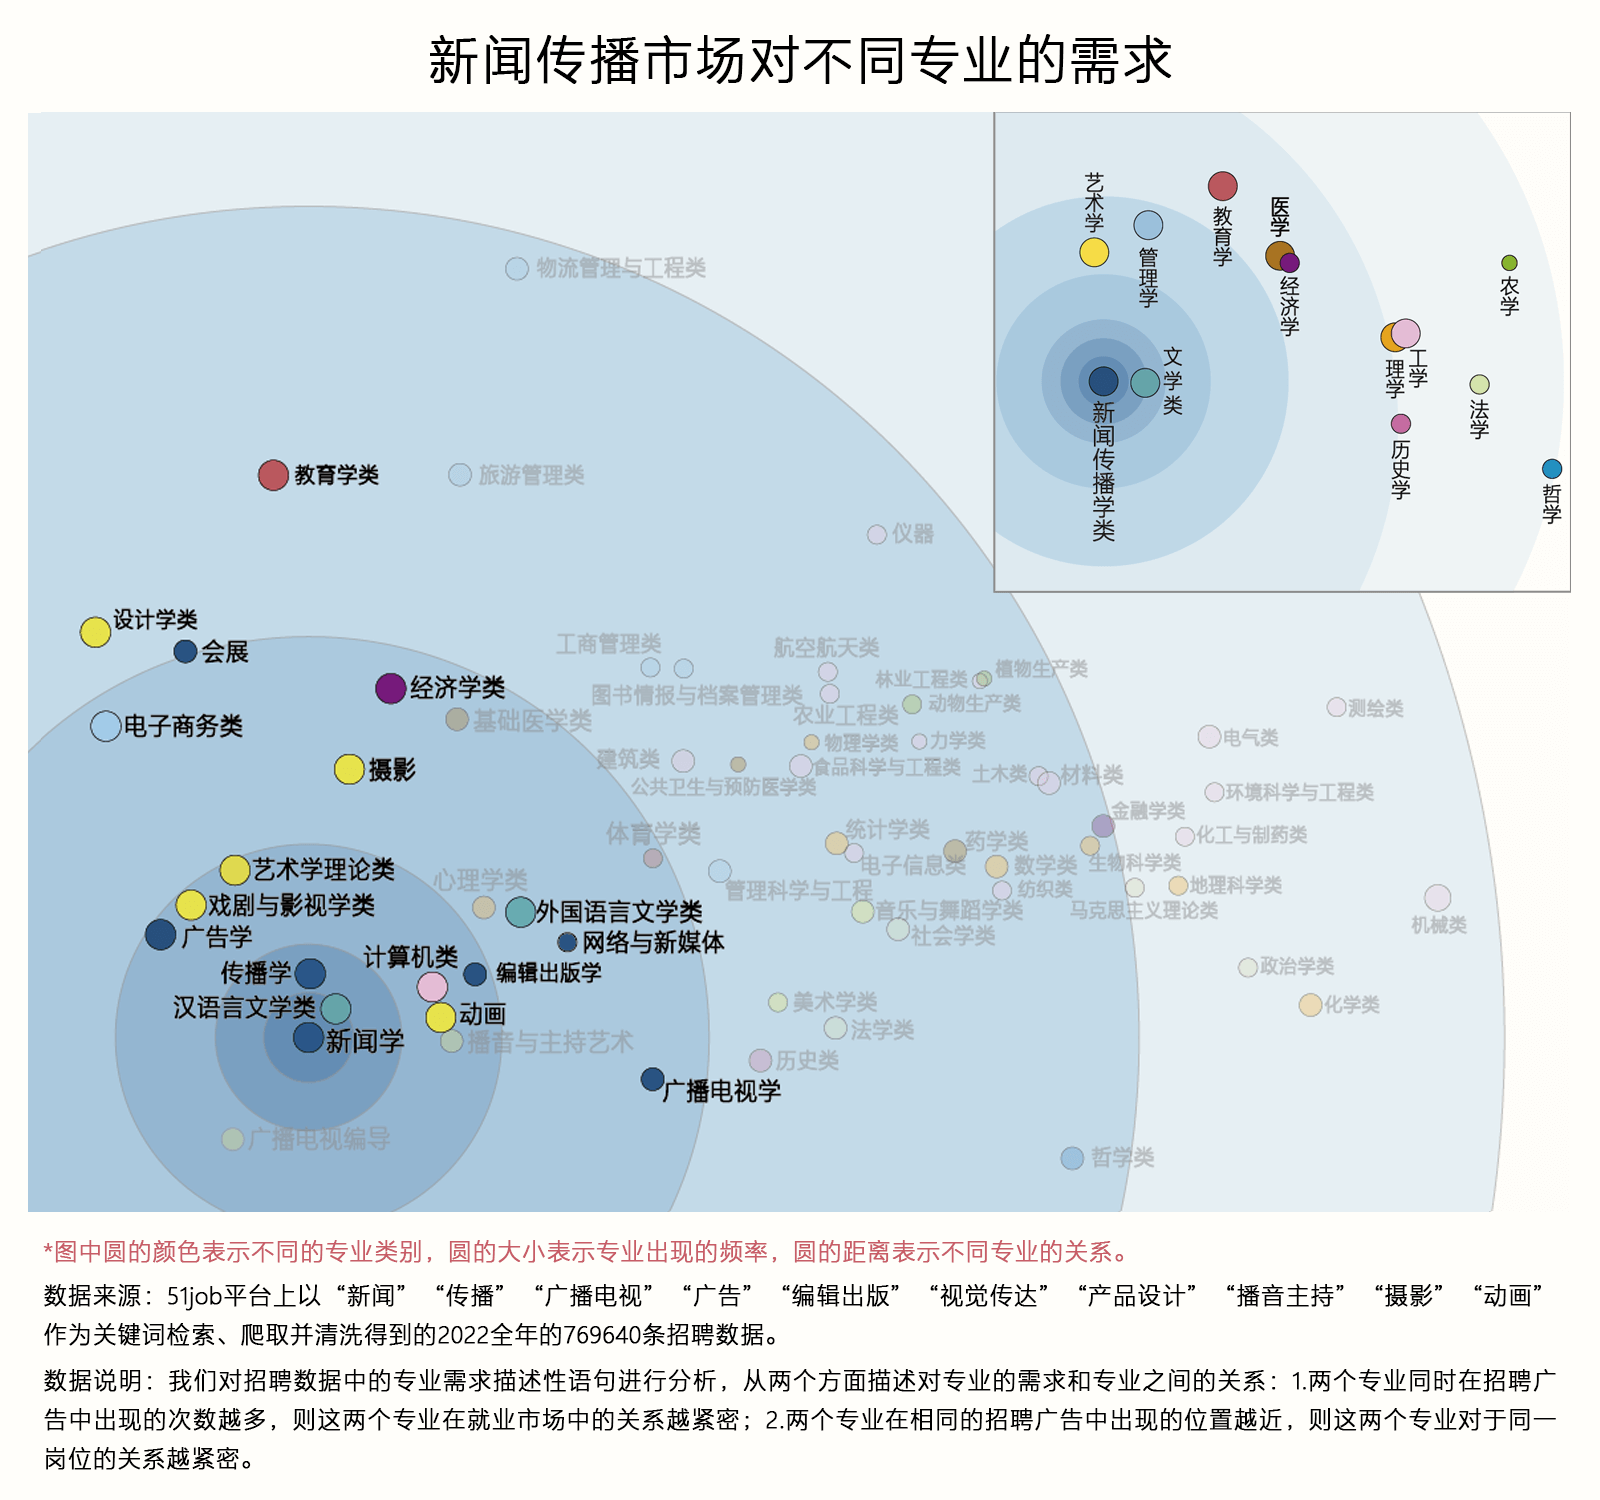 新闻传播市场对不同专业的需求
艺术学
教育学
医学
管理学
经济学
农学
文学类
理学
工学
法学
新闻传播学类
历史学
哲学
物流管理与工程类
教育学类
旅游管理类
仪器
设计学类
会展
工商管理类
航空航天类
植物生产类
林业工程类
经济学类
图书情报与档案管理类
动物生产类
测绘类
电子商务类
基础医学类
农业工程类
物理学类
力学类
电气类
摄影
建筑类
食品科学与工程类
公共卫生与预防医学类
土木类
材料类
环境科学与工程类
金融学类
体育学类
统计学类
药学类
化工与制药类
艺术学理论类
心理学类
管理科学与工程
电子信息类
数学类
生物科学类
纺织类
地理科学类
戏剧与影视学类
外国语言文学类
音乐与舞蹈学类
马克思主义理论类
机械类
广告学
网络与新媒体
社会学类
传播学
计算机类
编辑出版学
政治学类
汉语言文学类
动画
美术学类
化学类
新闻学
播音与主持艺术
法学类
历史类
广播电视学
广播电视编导
哲学类
*图中圆的颜色表示不同的专业类别，圆的大小表示专业出现的频率，圆的距离表示不同专业的关系。
数据来源：51job平台上以“新闻”“传播”“广播电视”“广告”“编辑出版”“视觉传达”“产品设计”“播音主持”“摄影”“动画”
作为关键词检索、爬取并清洗得到的2022全年的769640条招聘数据。
数据说明：我们对招聘数据中的专业需求描述性语句进行分析，从两个方面描述对专业的需求和专业之间的关系：1.两个专业同时在招聘广
告中出现的次数越多，则这两个专业在就业市场中的关系越紧密；2.两个专业在相同的招聘广告中出现的位置越近，则这两个专业对于同一
岗位的关系越紧密。